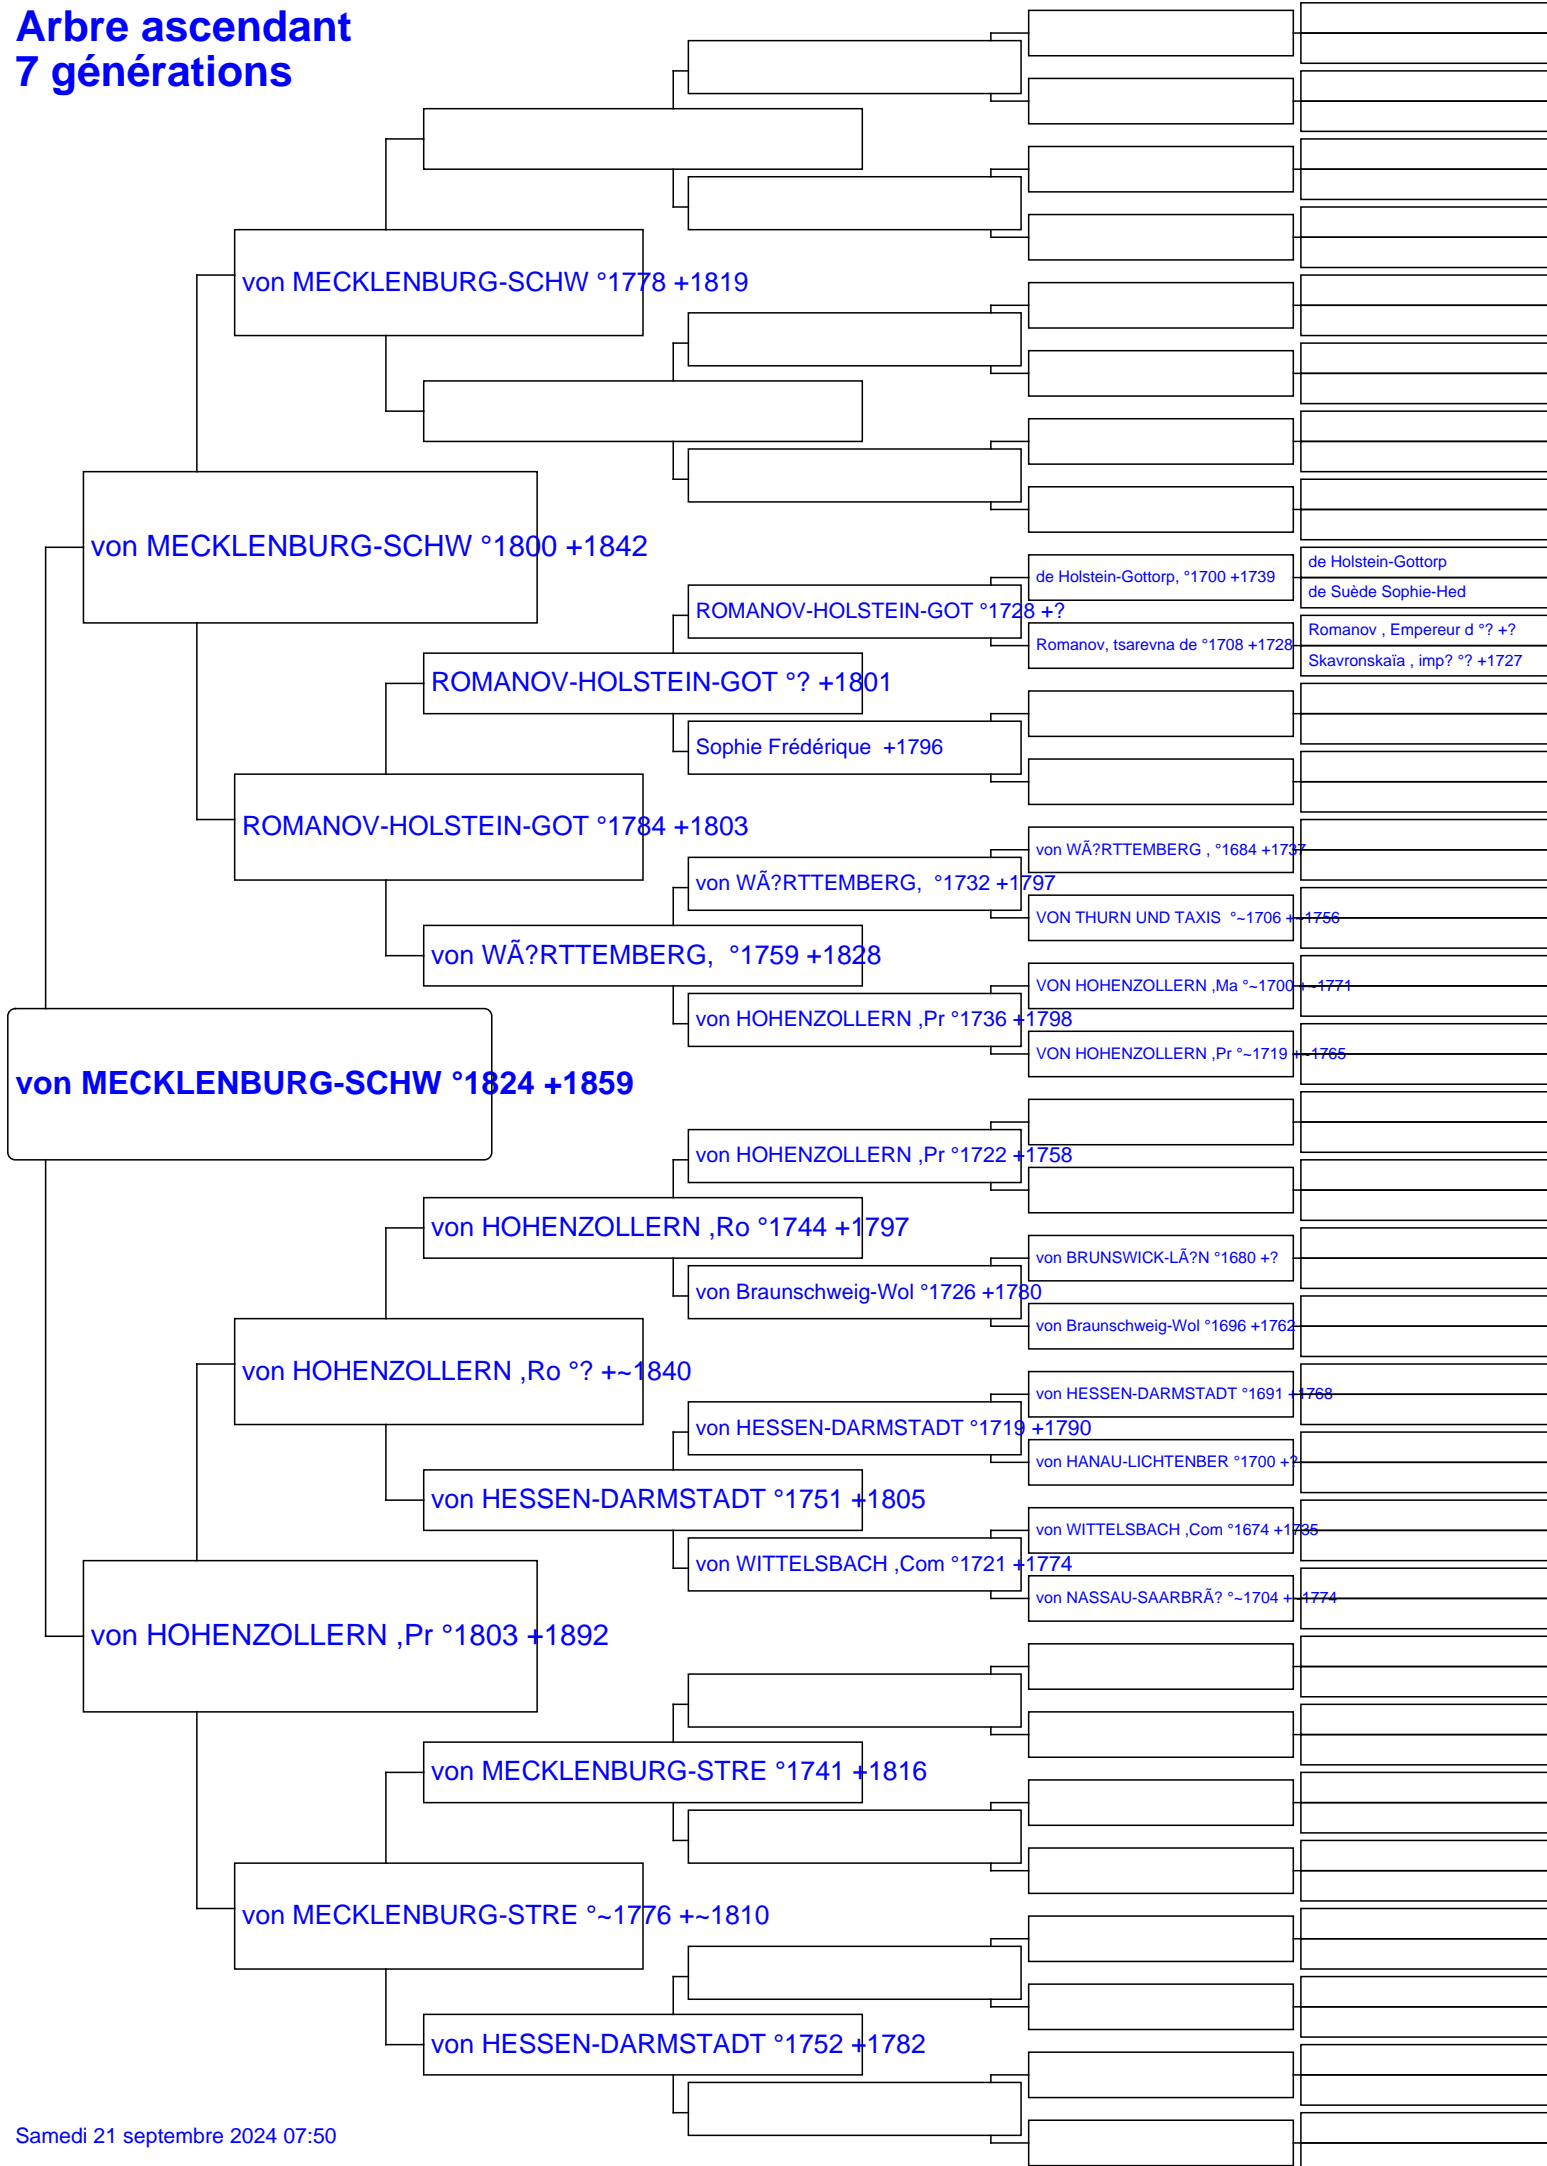 Arbre ascendant
7 générations
von MECKLENBURG-SCHW °1778 +1819
von MECKLENBURG-SCHW °1800 +1842
de Holstein-Gottorp, °1700 +1739
de Holstein-Gottorp
de Suède Sophie-Hed
ROMANOV-HOLSTEIN-GOT °1728 +?
Romanov, tsarevna de °1708 +1728
Romanov , Empereur d °? +?
Skavronskaïa , imp? °? +1727
ROMANOV-HOLSTEIN-GOT °? +1801
Sophie Frédérique  +1796
ROMANOV-HOLSTEIN-GOT °1784 +1803
von WÃ?RTTEMBERG , °1684 +1737
von WÃ?RTTEMBERG,  °1732 +1797
VON THURN UND TAXIS  °~1706 +~1756
von WÃ?RTTEMBERG,  °1759 +1828
VON HOHENZOLLERN ,Ma °~1700 +~1771
von HOHENZOLLERN ,Pr °1736 +1798
VON HOHENZOLLERN ,Pr °~1719 +~1765
von MECKLENBURG-SCHW °1824 +1859
von HOHENZOLLERN ,Pr °1722 +1758
von HOHENZOLLERN ,Ro °1744 +1797
von BRUNSWICK-LÃ?N °1680 +?
von Braunschweig-Wol °1726 +1780
von Braunschweig-Wol °1696 +1762
von HOHENZOLLERN ,Ro °? +~1840
von HESSEN-DARMSTADT °1691 +1768
von HESSEN-DARMSTADT °1719 +1790
von HANAU-LICHTENBER °1700 +?
von HESSEN-DARMSTADT °1751 +1805
von WITTELSBACH ,Com °1674 +1735
von WITTELSBACH ,Com °1721 +1774
von NASSAU-SAARBRÃ? °~1704 +~1774
von HOHENZOLLERN ,Pr °1803 +1892
von MECKLENBURG-STRE °1741 +1816
von MECKLENBURG-STRE °~1776 +~1810
von HESSEN-DARMSTADT °1752 +1782
Samedi 21 septembre 2024 07:50